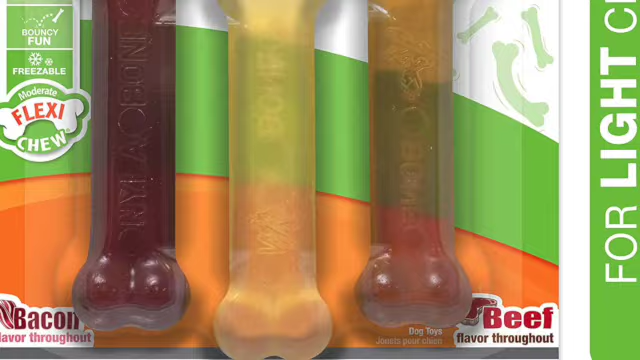 BOUNCY
FUN
FREEZABLE
Moderate
FLEXI
CHEW
NYLABONE
Bacon
flavor throughout
Dog Toys
Jouets pour chien
Beef
flavor throughout
FOR LIGHT